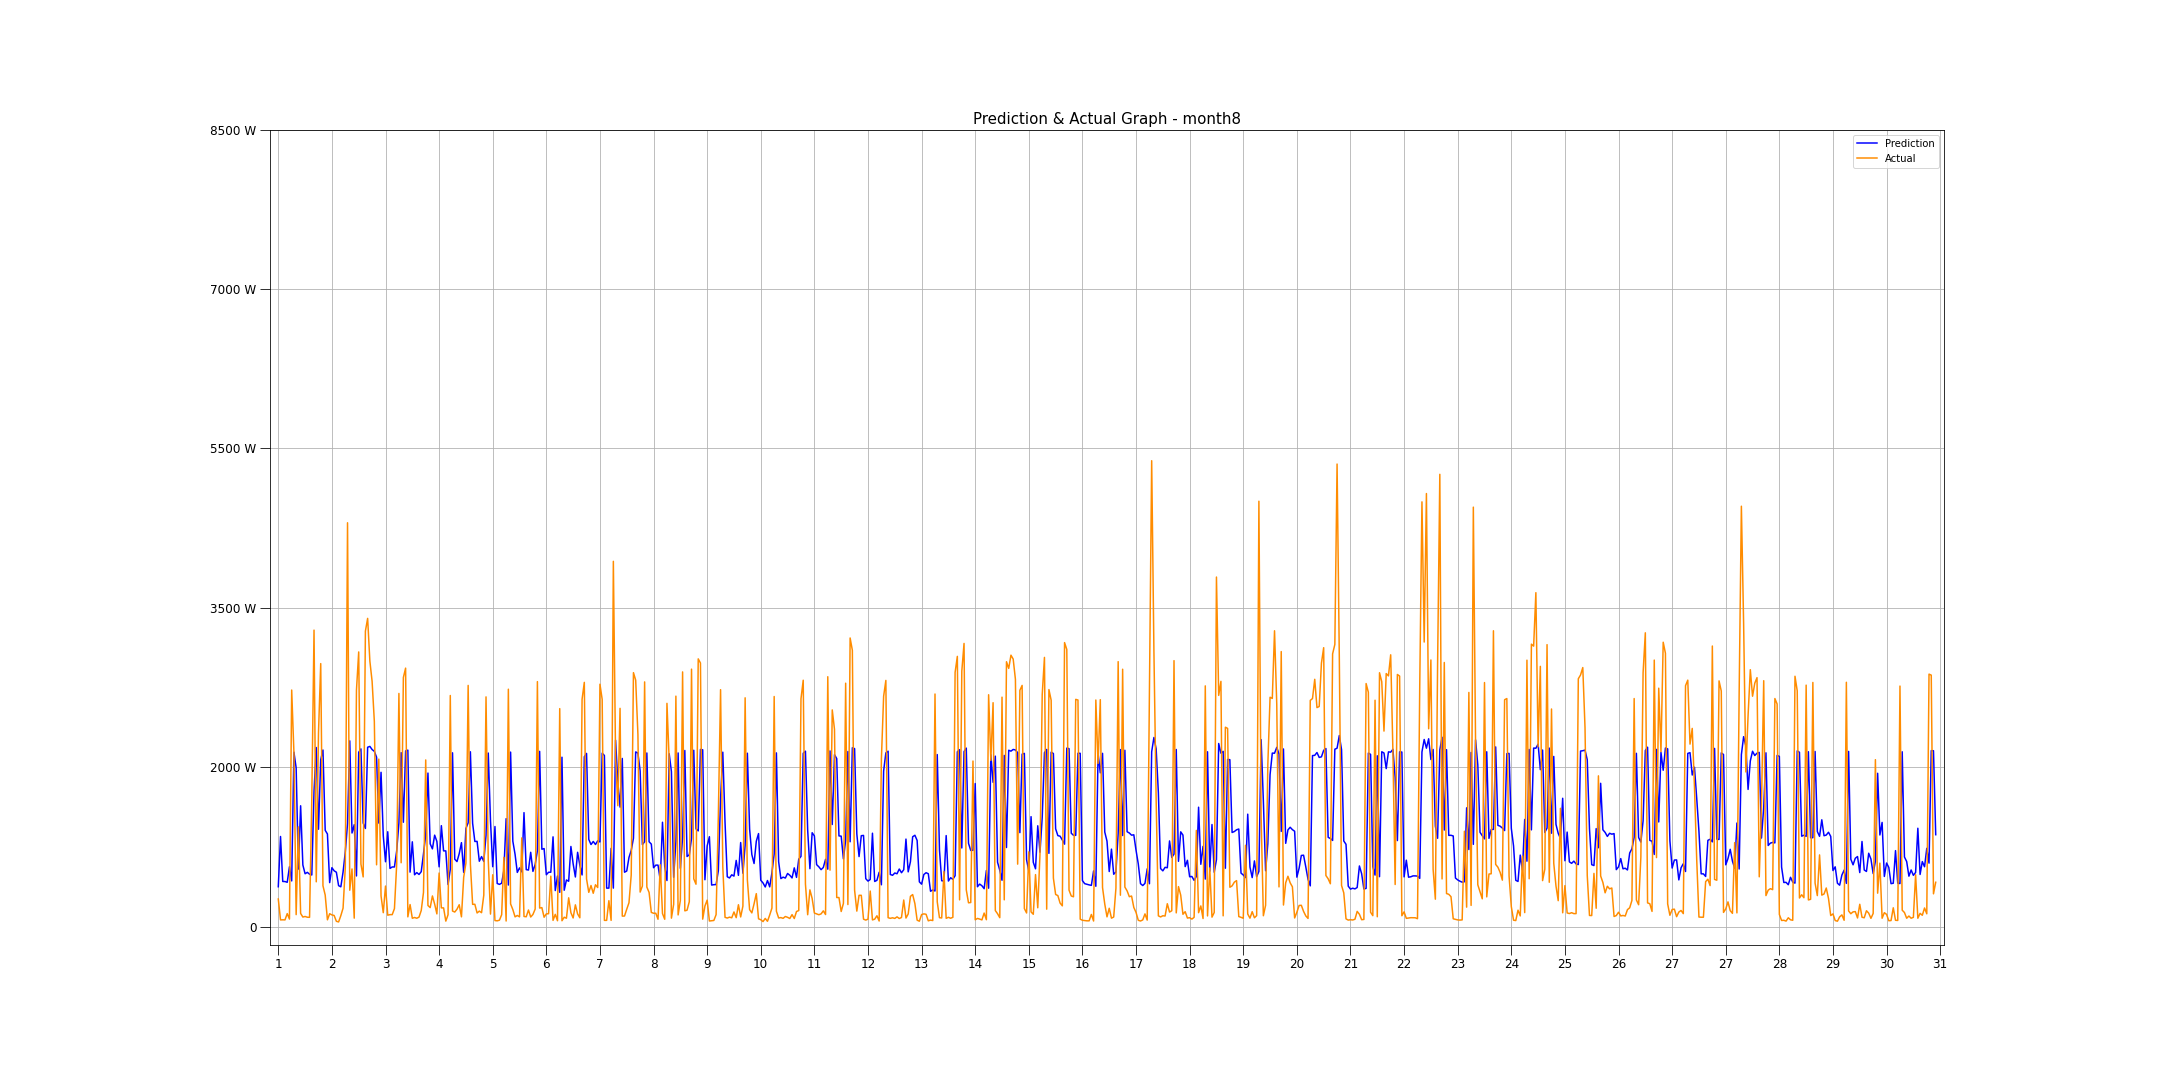 Prediction & Actual Graph - month8
8500 W
7000 W
5500 W
3500 W
2000 W
0
Prediction
Actual
1 2 3 4 5 6 7 8 9 10 11 12 13 14 15 16 17 18 19 20 21 22 23 24 25 26 27 27 28 29 30 31